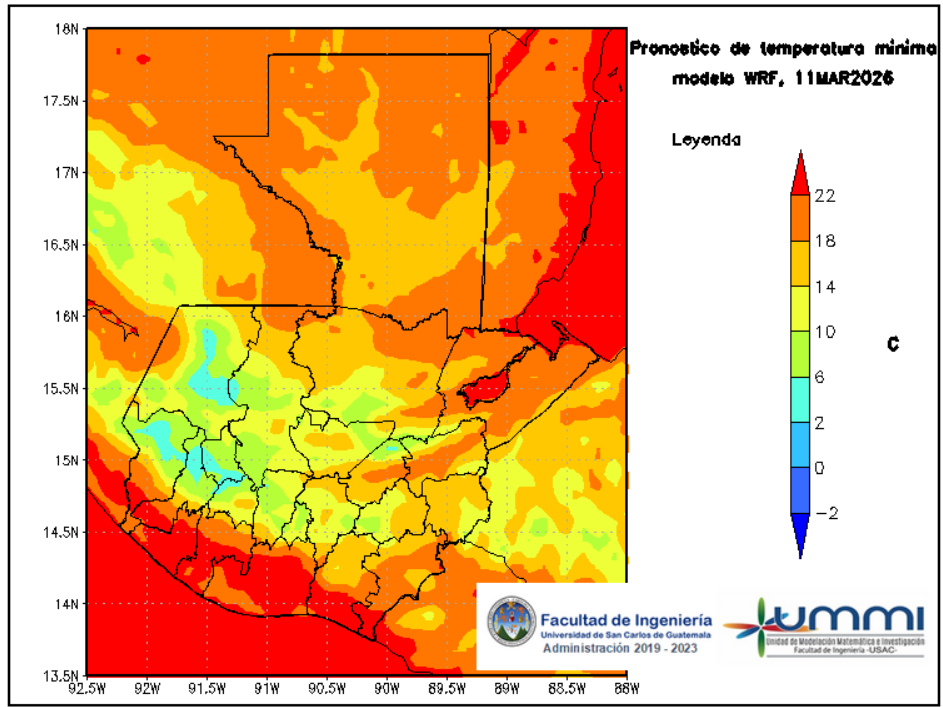 Pronostico de temperatura minima
modelo WRF, 11MAR2026
Leyenda
22
18
14
10
6
2
0
−2
C
18N
17.5N
17N
16.5N
16N
15.5N
15N
14.5N
14N
13.5N
92.5W 92W 91.5W 91W 90.5W 90W 89.5W 89W 88.5W 88W
Facultad de Ingeniería
Universidad de San Carlos de Guatemala
Administración 2019 - 2023
ummi
Unidad de Modelación Matemática e Investigación
Facultad de Ingeniería -USAC-